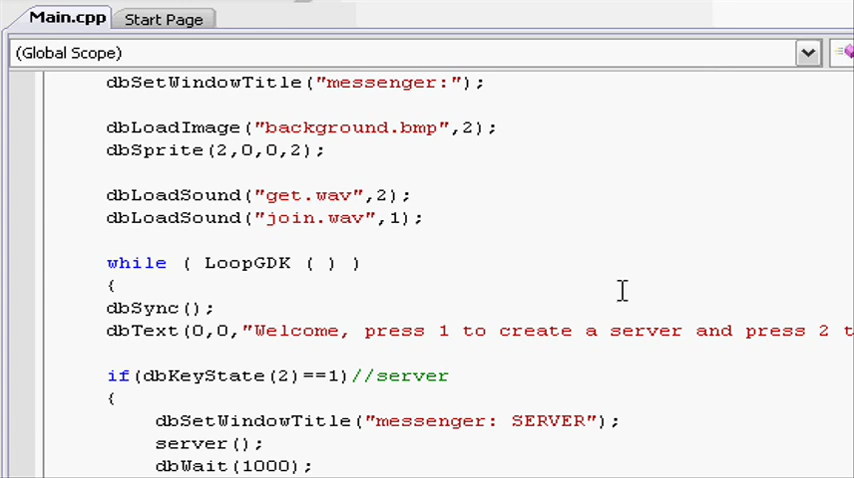 Main.cpp Start Page
(Global Scope)
dbSetWindowTitle("messenger:");
dbLoadImage("background.bmp",2);
dbSprite(2,0,0,2);
dbLoadSound("get.wav",2);
dbLoadSound("join.wav",1);
while ( LoopGDK ( ) )
{
dbSync();
dbText(0,0,"Welcome, press 1 to create a server and press 2 t
if(dbKeyState(2)==1)//server
{
dbSetWindowTitle("messenger: SERVER");
server();
dbWait(1000);